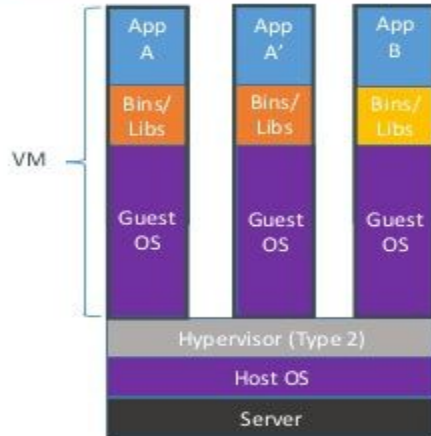 App
A
App
A'
App
B
Bins/
Libs
Bins/
Libs
Bins/
Libs
VM
Guest
OS
Guest
OS
Guest
OS
Hypervisor (Type 2)
Host OS
Server